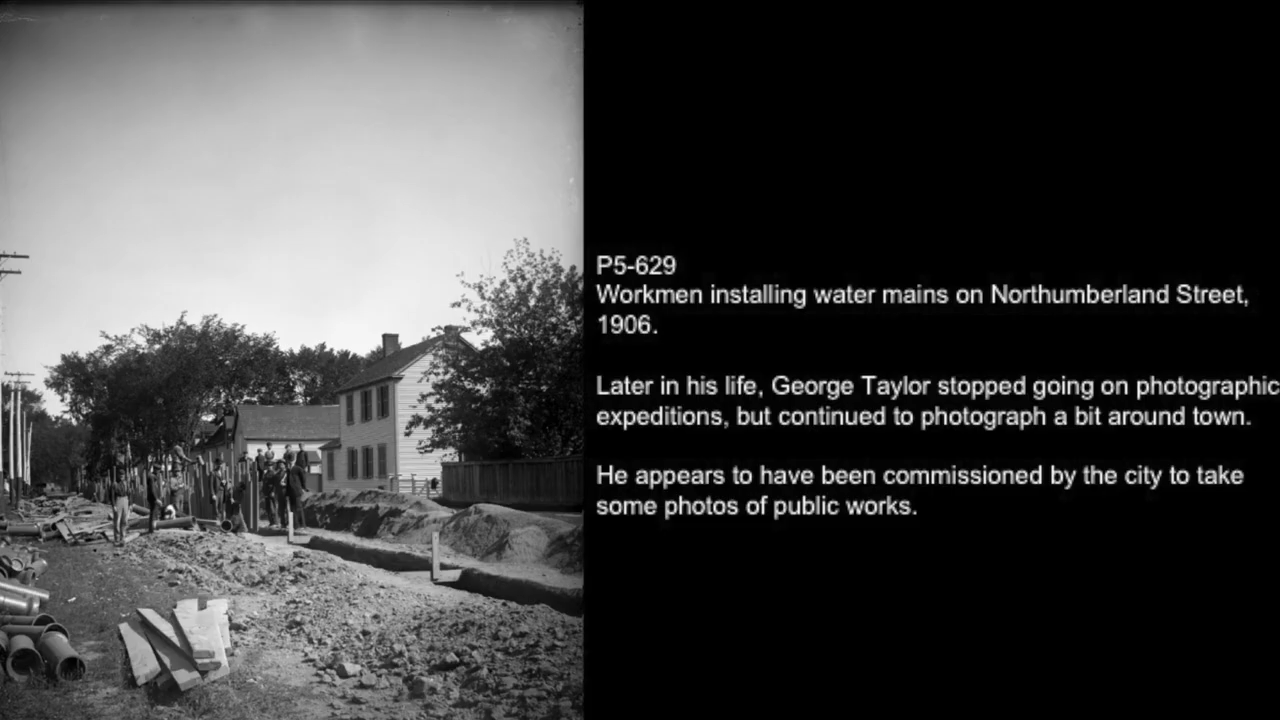 P5-629
Workmen installing water mains on Northumberland Street,
1906.
Later in his life, George Taylor stopped going on photographic
expeditions, but continued to photograph a bit around town.
He appears to have been commissioned by the city to take
some photos of public works.